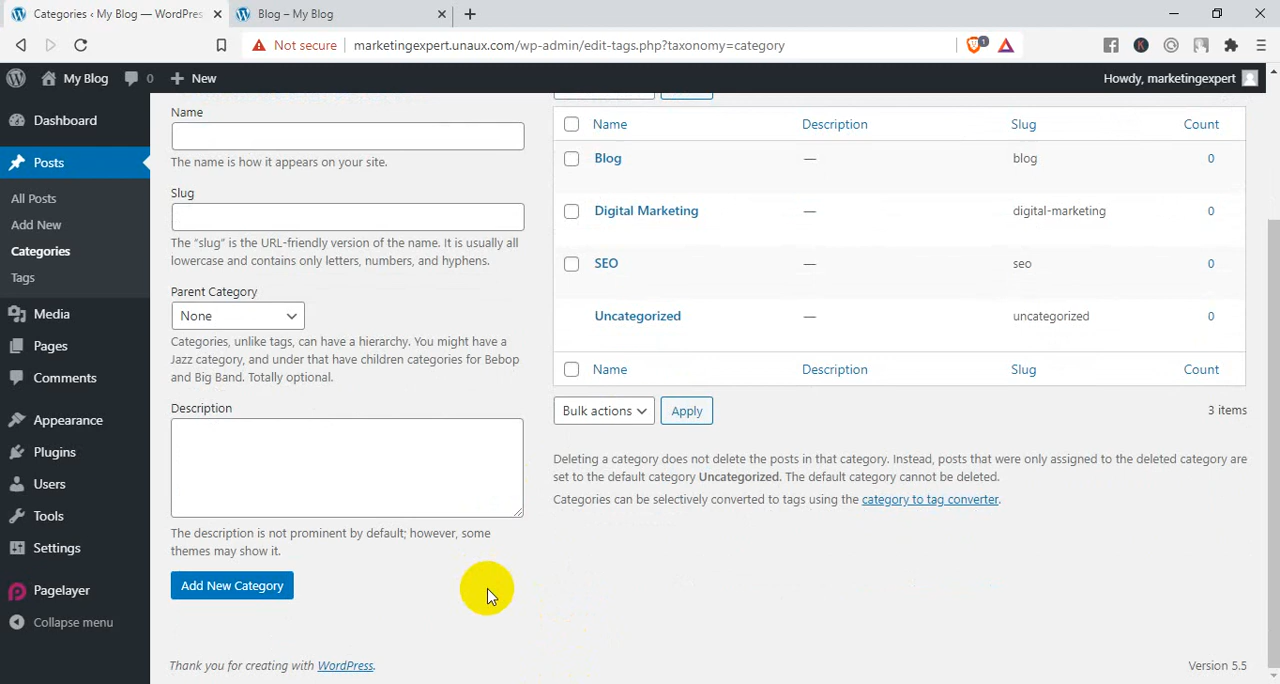 Categories ‹ My Blog — WordPres
Blog – My Blog
Not secure
marketingexpert.unaux.com/wp-admin/edit-tags.php?taxonomy=category
1
My Blog
0
New
Howdy, marketingexpert
Dashboard
Posts
All Posts
Add New
Categories
Tags
Media
Pages
Comments
Appearance
Plugins
Users
Tools
Settings
Pagelayer
Collapse menu
Name
The name is how it appears on your site.
Slug
The “slug” is the URL-friendly version of the name. It is usually all
lowercase and contains only letters, numbers, and hyphens.
Parent Category
None
Categories, unlike tags, can have a hierarchy. You might have a
Jazz category, and under that have children categories for Bebop
and Big Band. Totally optional.
Description
The description is not prominent by default; however, some
themes may show it.
Add New Category
Name Description Slug Count
Blog — blog 0
Digital Marketing — digital-marketing 0
SEO — seo 0
Uncategorized — uncategorized 0
Name Description Slug Count
Bulk actions Apply 3 items
Deleting a category does not delete the posts in that category. Instead, posts that were only assigned to the deleted category are
set to the default category Uncategorized. The default category cannot be deleted.
Categories can be selectively converted to tags using the category to tag converter.
Thank you for creating with WordPress.
Version 5.5